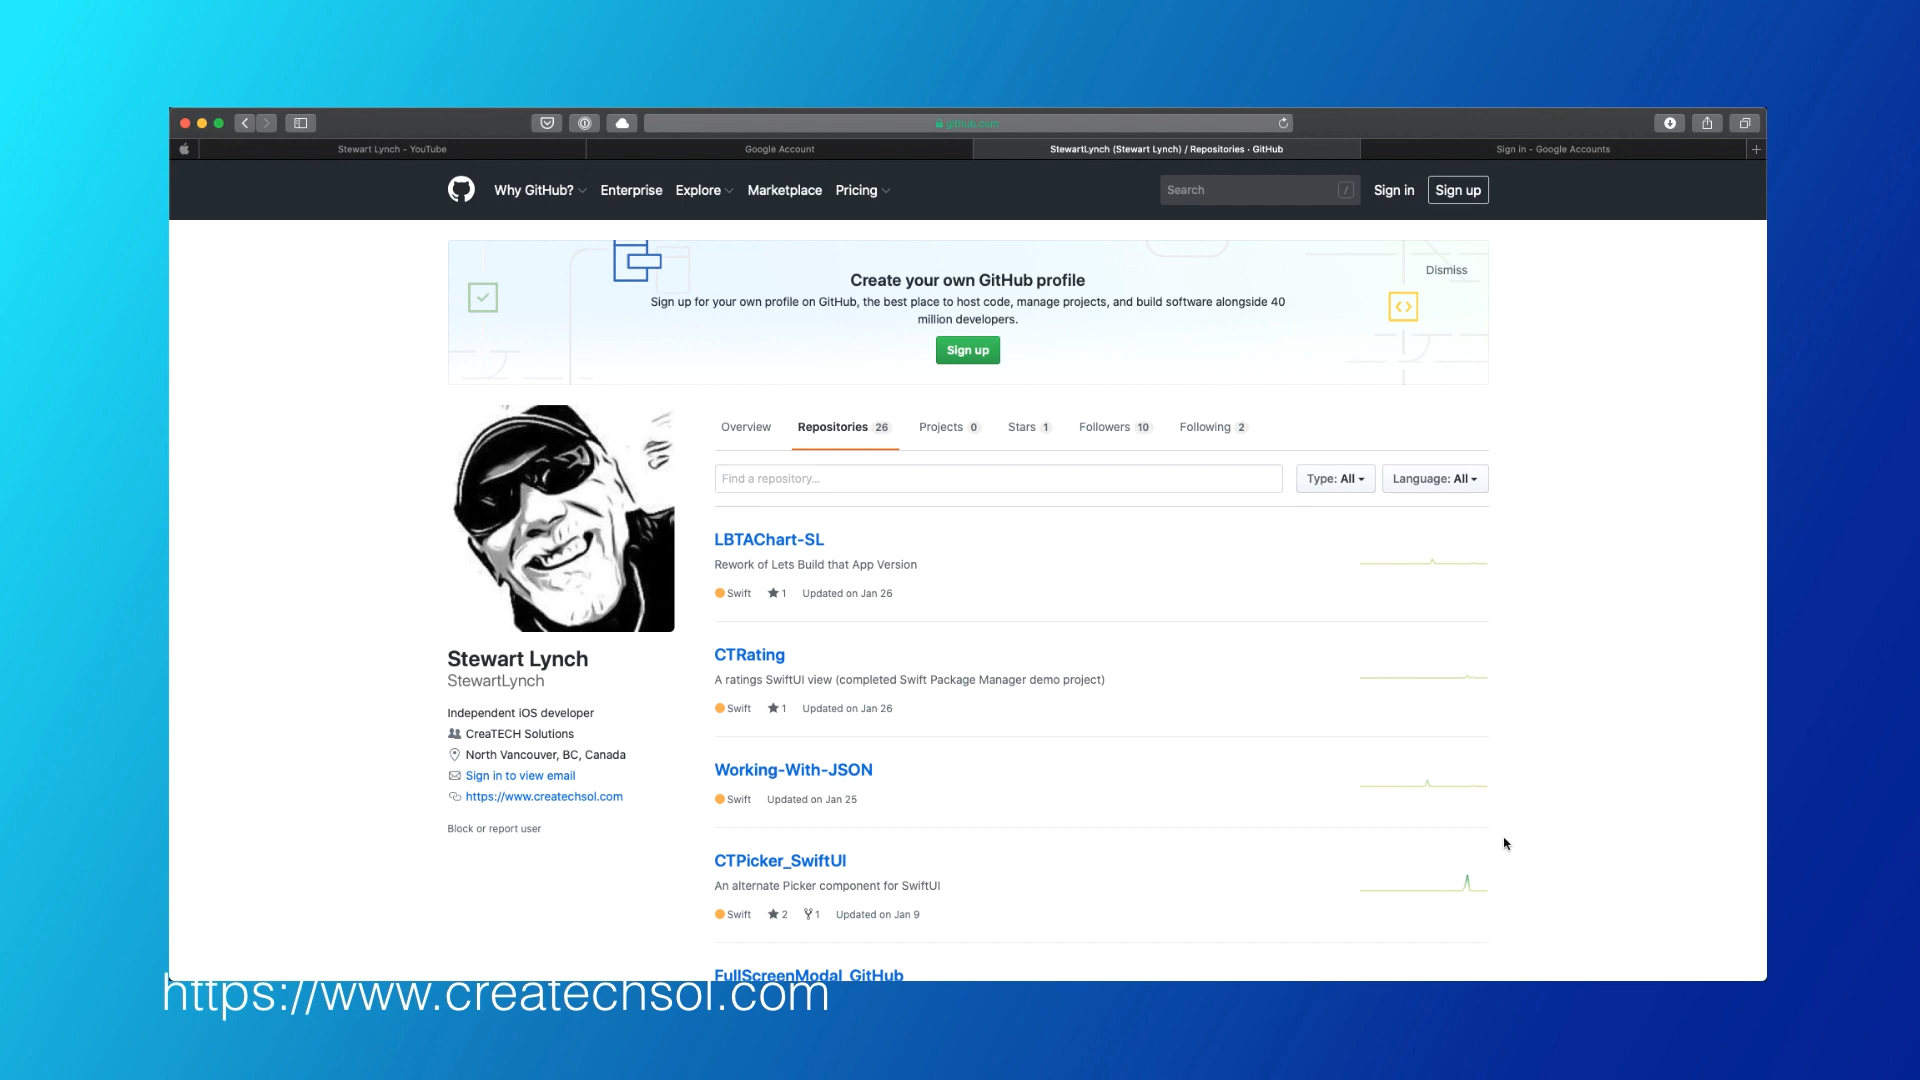 github.com
Stewart Lynch - YouTube
Google Account
StewartLynch (Stewart Lynch) / Repositories · GitHub
Sign in - Google Accounts
Why GitHub?
Enterprise
Explore
Marketplace
Pricing
Search
/
Sign in
Sign up
Dismiss
Create your own GitHub profile
Sign up for your own profile on GitHub, the best place to host code, manage projects, and build software alongside 40
million developers.
Sign up
Overview
Repositories 26
Projects 0
Stars 1
Followers 10
Following 2
Find a repository...
Type: All
Language: All
LBTAChart-SL
Rework of Lets Build that App Version
Swift 1 Updated on Jan 26
CTRating
A ratings SwiftUI view (completed Swift Package Manager demo project)
Swift 1 Updated on Jan 26
Working-With-JSON
Swift Updated on Jan 25
CTPicker_SwiftUI
An alternate Picker component for SwiftUI
Swift 2 1 Updated on Jan 9
FullScreenModal_GitHub
Stewart Lynch
StewartLynch
Independent iOS developer
CreaTECH Solutions
North Vancouver, BC, Canada
Sign in to view email
https://www.createchsol.com
Block or report user
https://www.createchsol.com